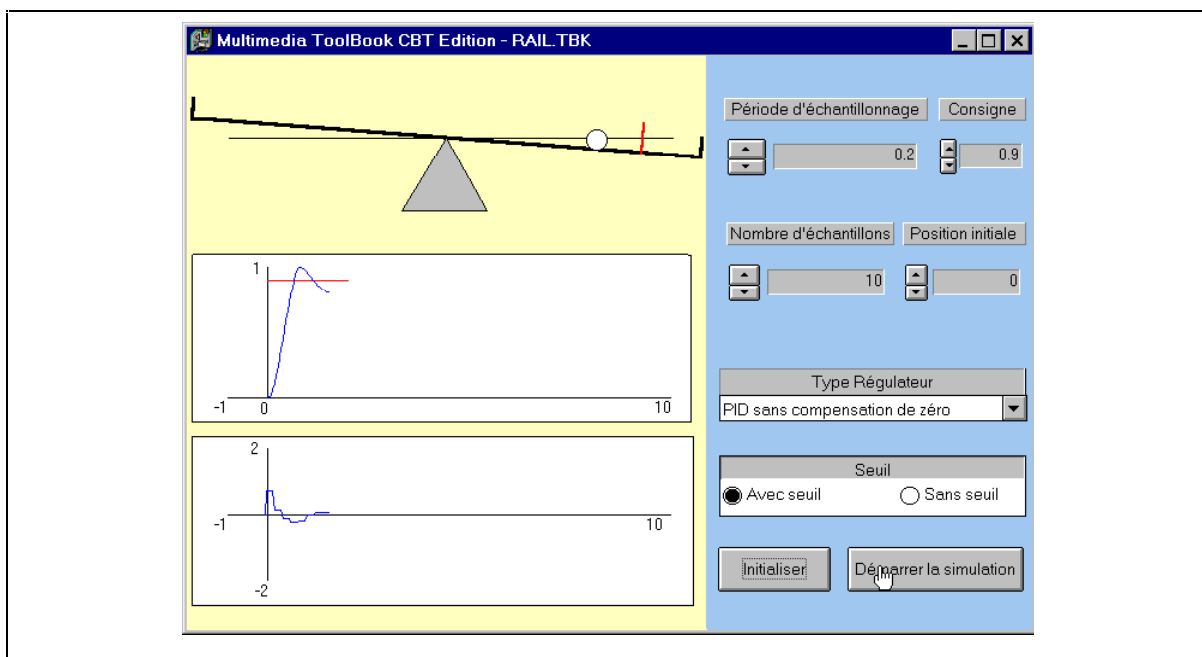 Multimedia ToolBook CBT Edition - RAIL.TBK
Période d'échantillonnage Consigne
0.2 0.9
Nombre d'échantillons Position initiale
10 0
1
-1 0 10
Type Régulateur
PID sans compensation de zéro
2
-1 10
-2
Seuil
Avec seuil Sans seuil
Initialiser Démarrer la simulation